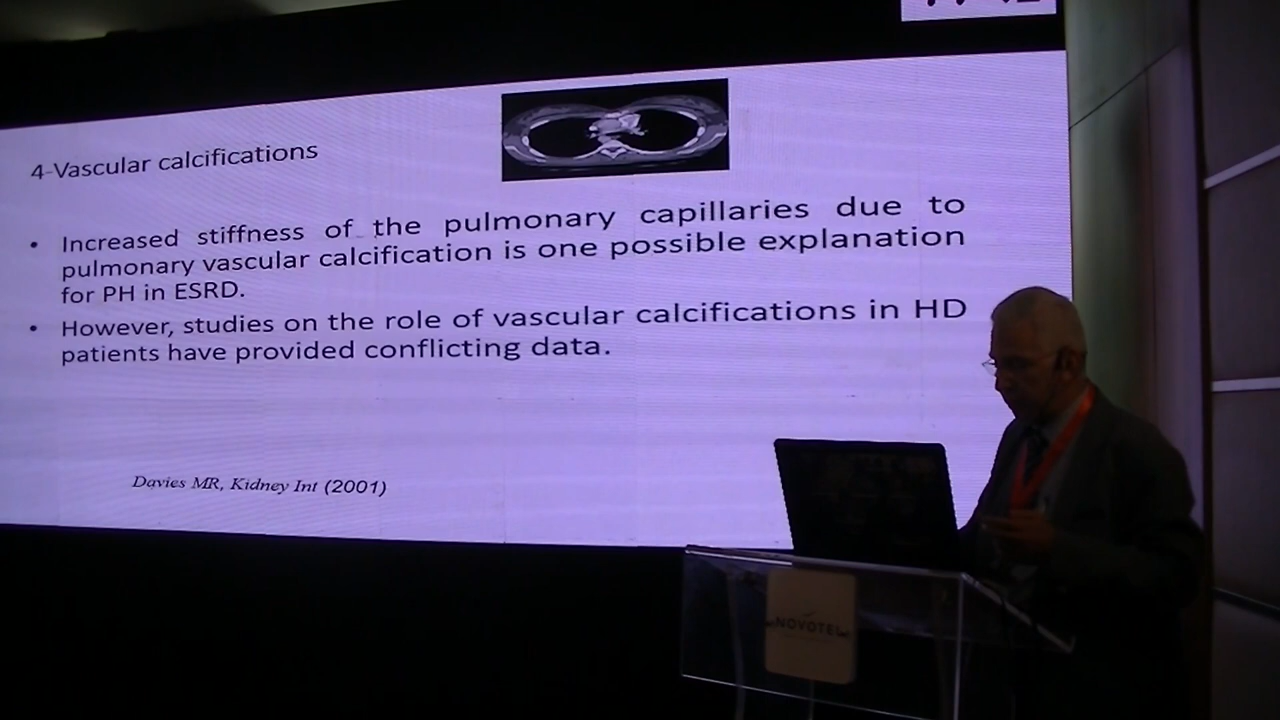 4-Vascular calcifications
• Increased stiffness of the pulmonary capillaries due to
pulmonary vascular calcification is one possible explanation
for PH in ESRD.
• However, studies on the role of vascular calcifications in HD
patients have provided conflicting data.
Davies MR, Kidney Int (2001)
NOVOTEL